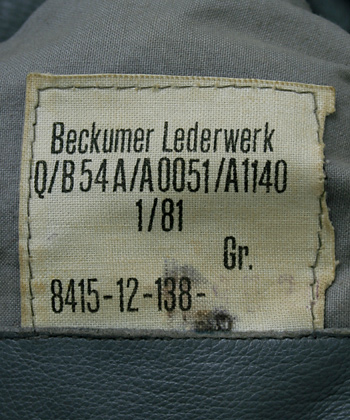 Beckumer Lederwerk
Q/B54A/A0051/A1140
1/81
Gr.
8415-12-138-